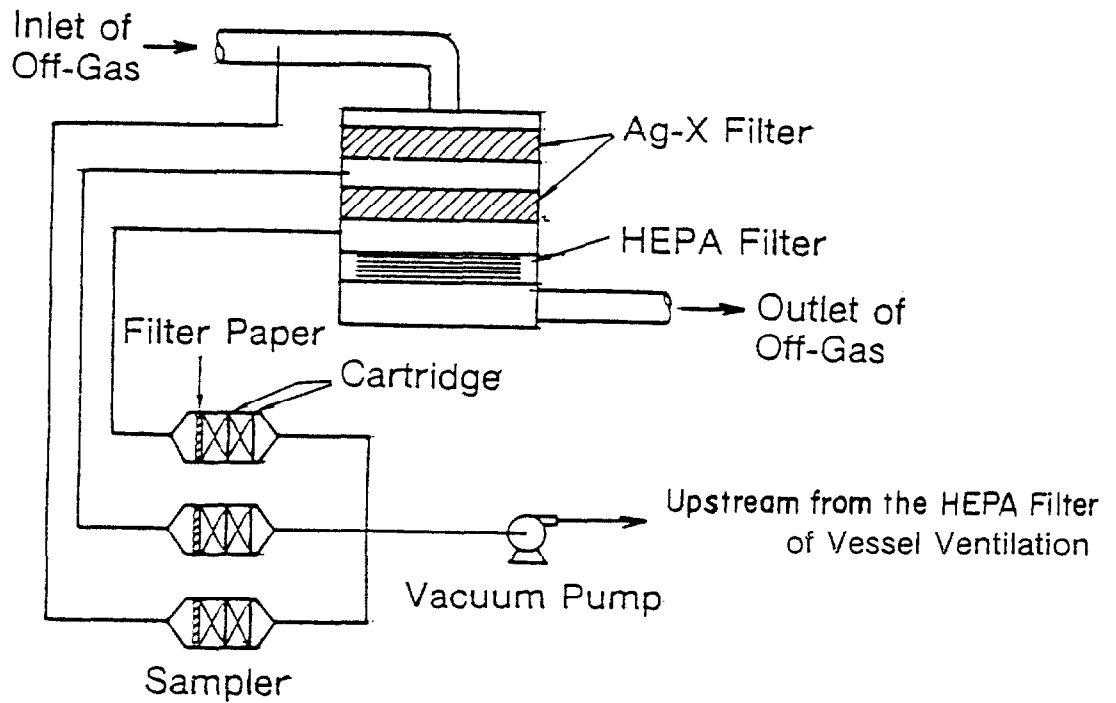 Inlet of
Off-Gas
Ag-X Filter
HEPA Filter
Outlet of
Off-Gas
Filter Paper
Cartridge
Upstream from the HEPA Filter
of Vessel Ventilation
Vacuum Pump
Sampler